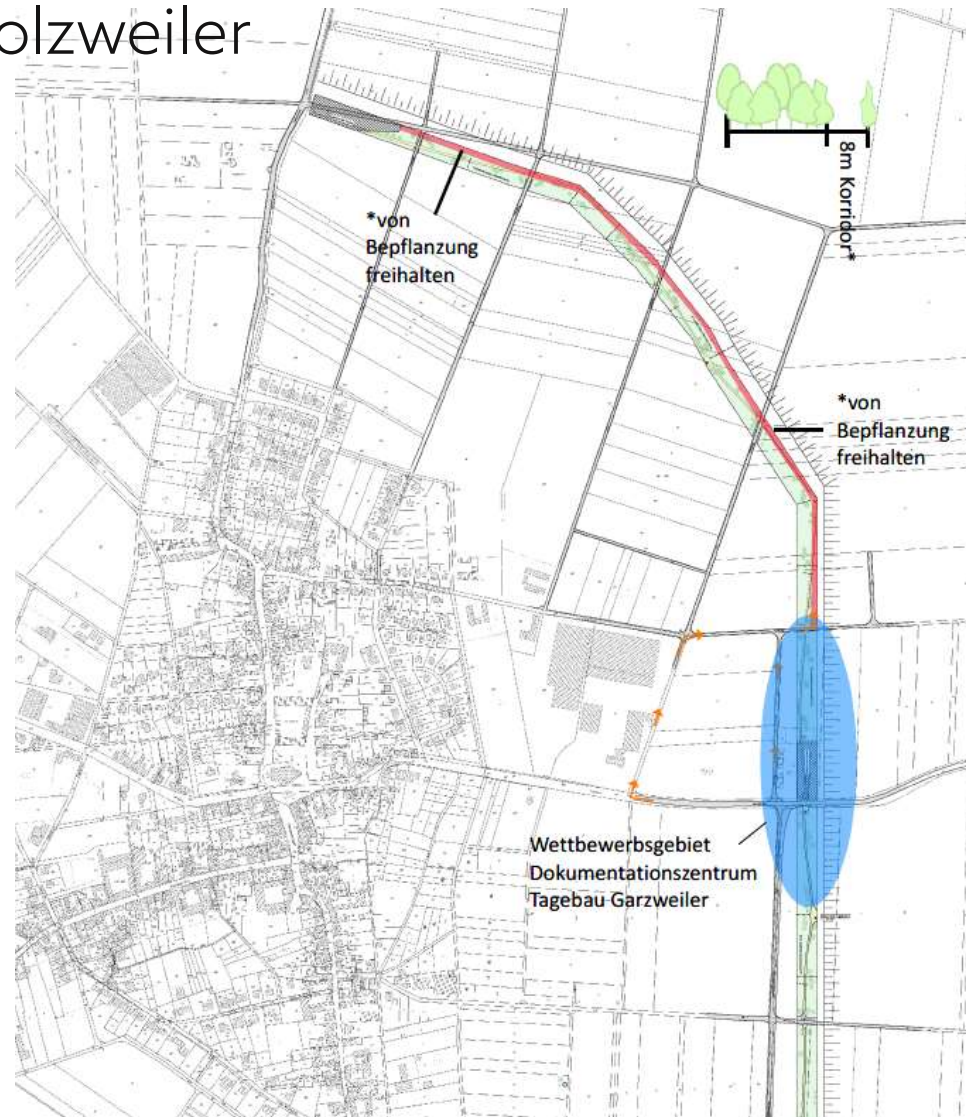 olzweiler
8m Korridor*
*von
Bepflanzung
freihalten
*von
Bepflanzung
freihalten
Wettbewerbsgebiet
Dokumentationszentrum
Tagebau Garzweiler